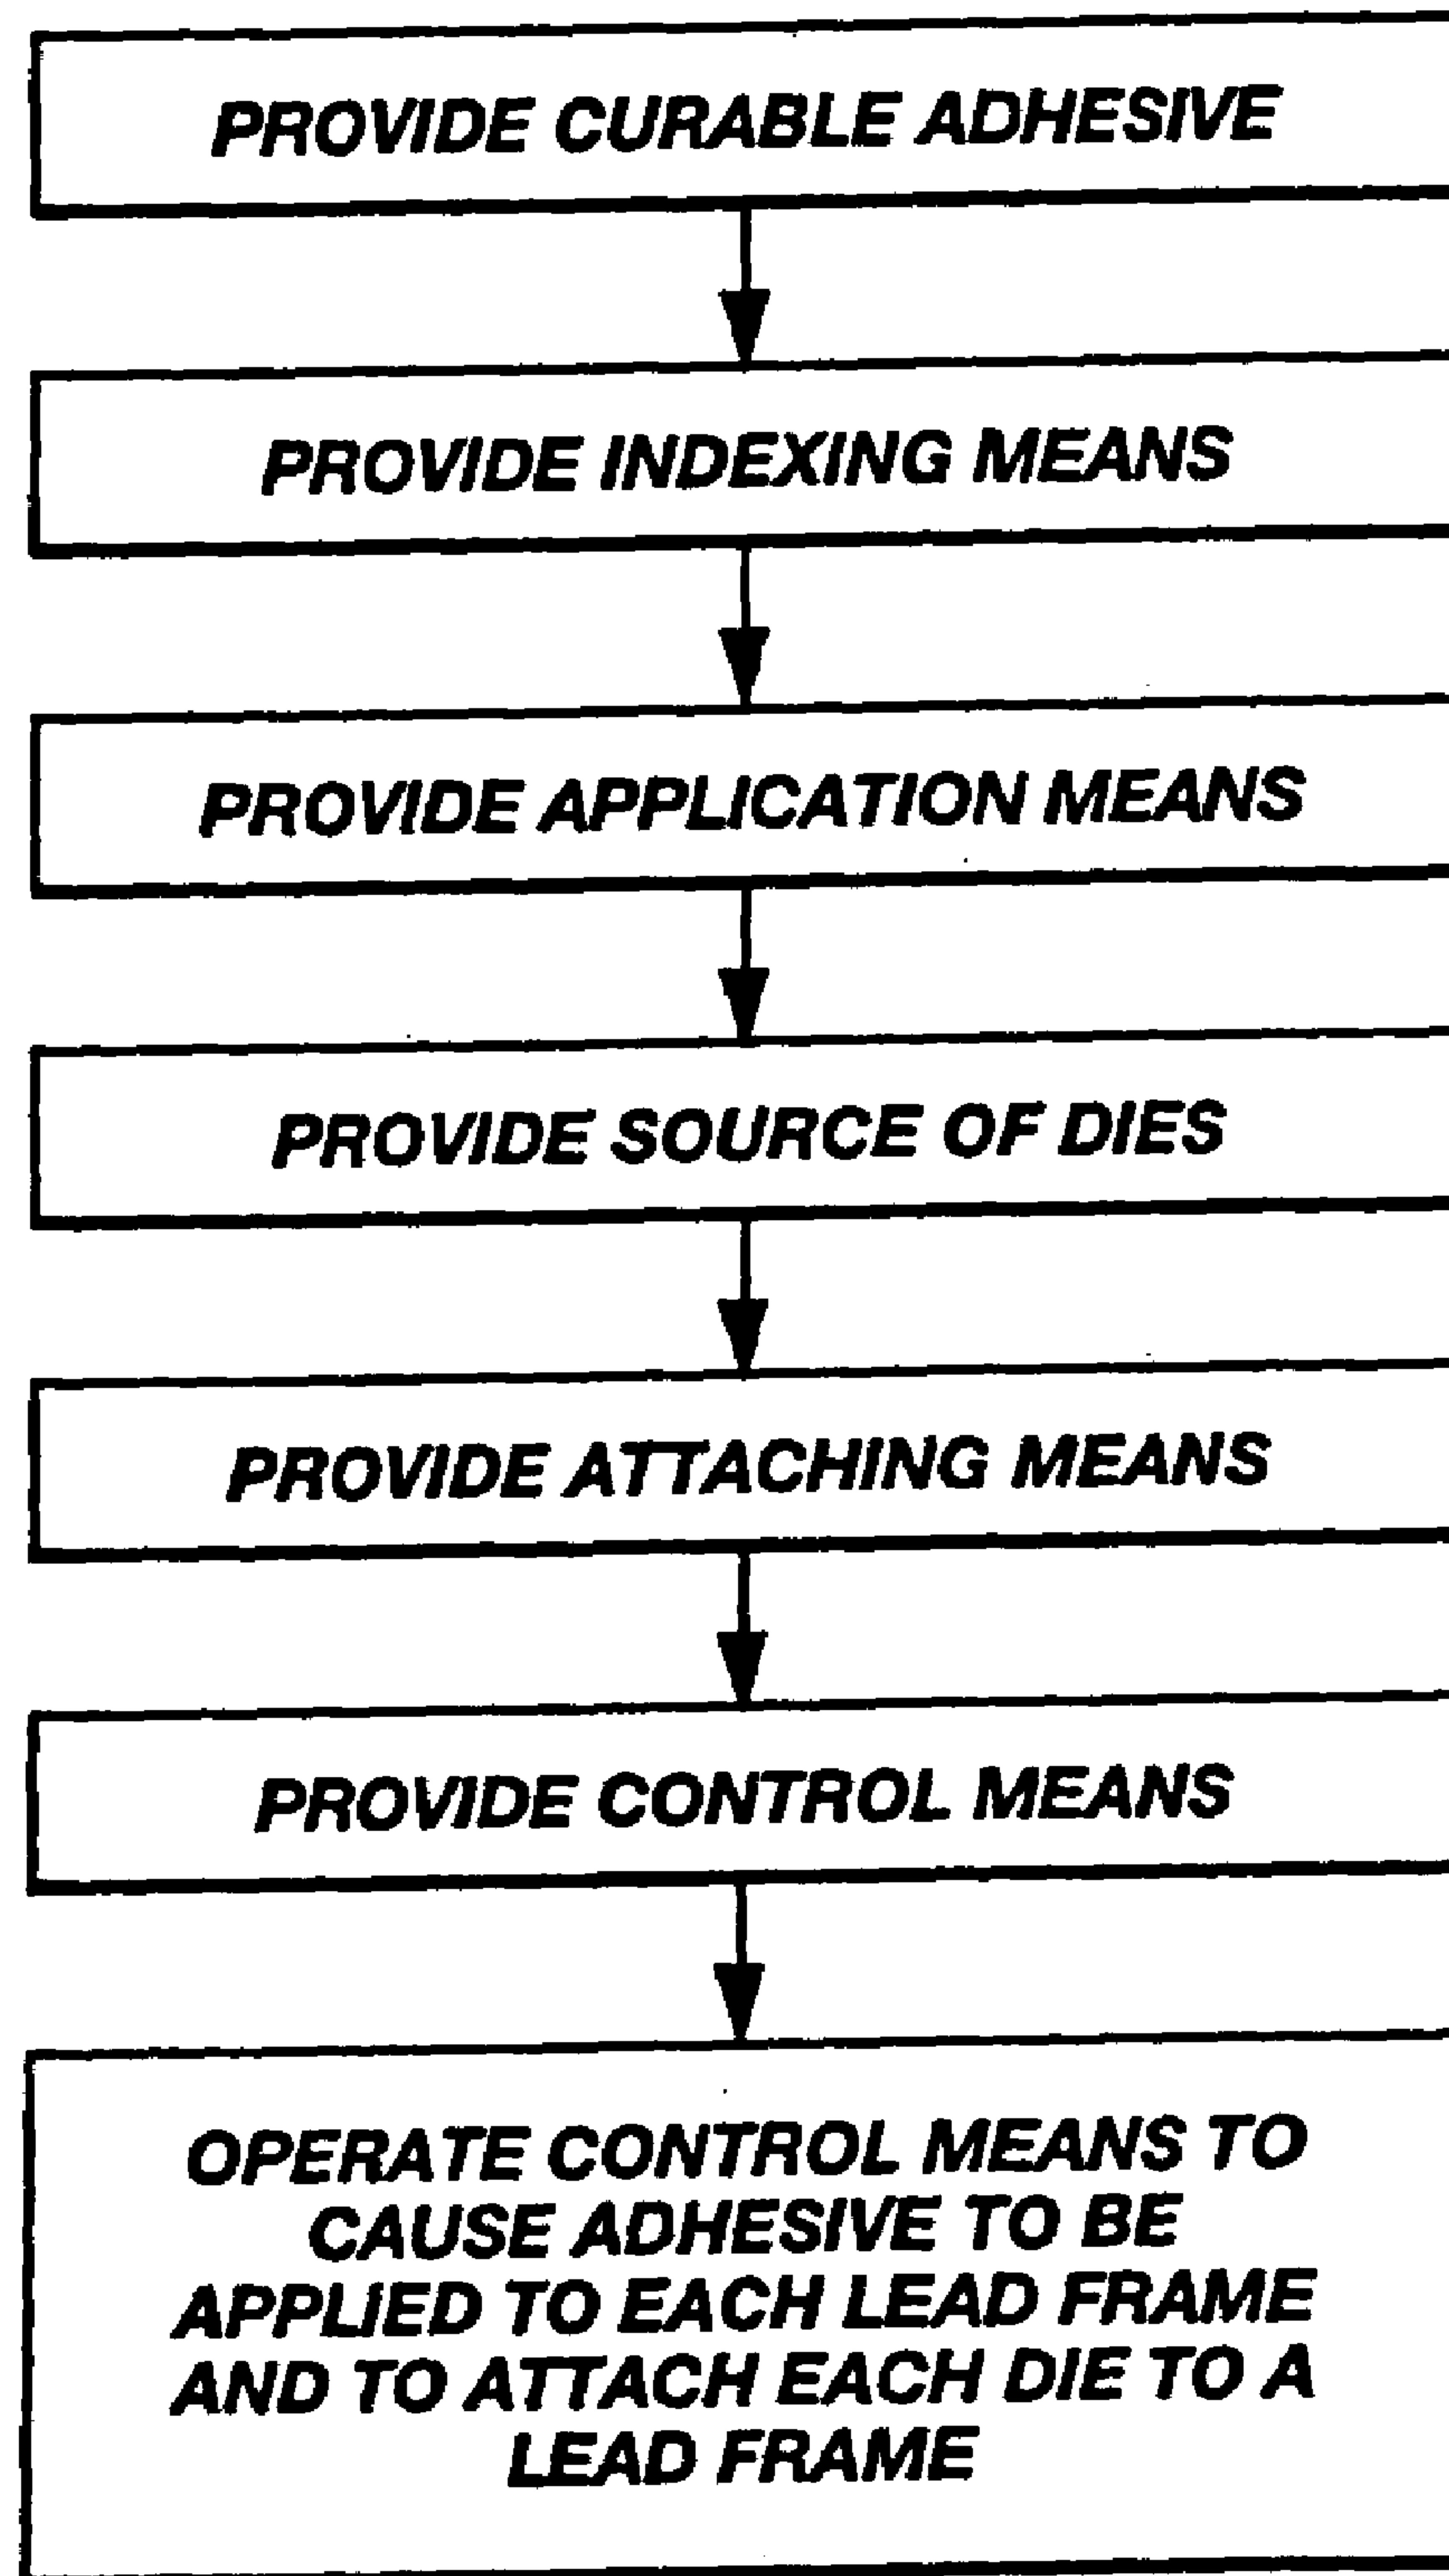 PROVIDE CURABLE ADHESIVE
PROVIDE INDEXING MEANS
PROVIDE APPLICATION MEANS
PROVIDE SOURCE OF DIES
PROVIDE ATTACHING MEANS
PROVIDE CONTROL MEANS
OPERATE CONTROL MEANS TO
CAUSE ADHESIVE TO BE
APPLIED TO EACH LEAD FRAME
AND TO ATTACH EACH DIE TO A
LEAD FRAME